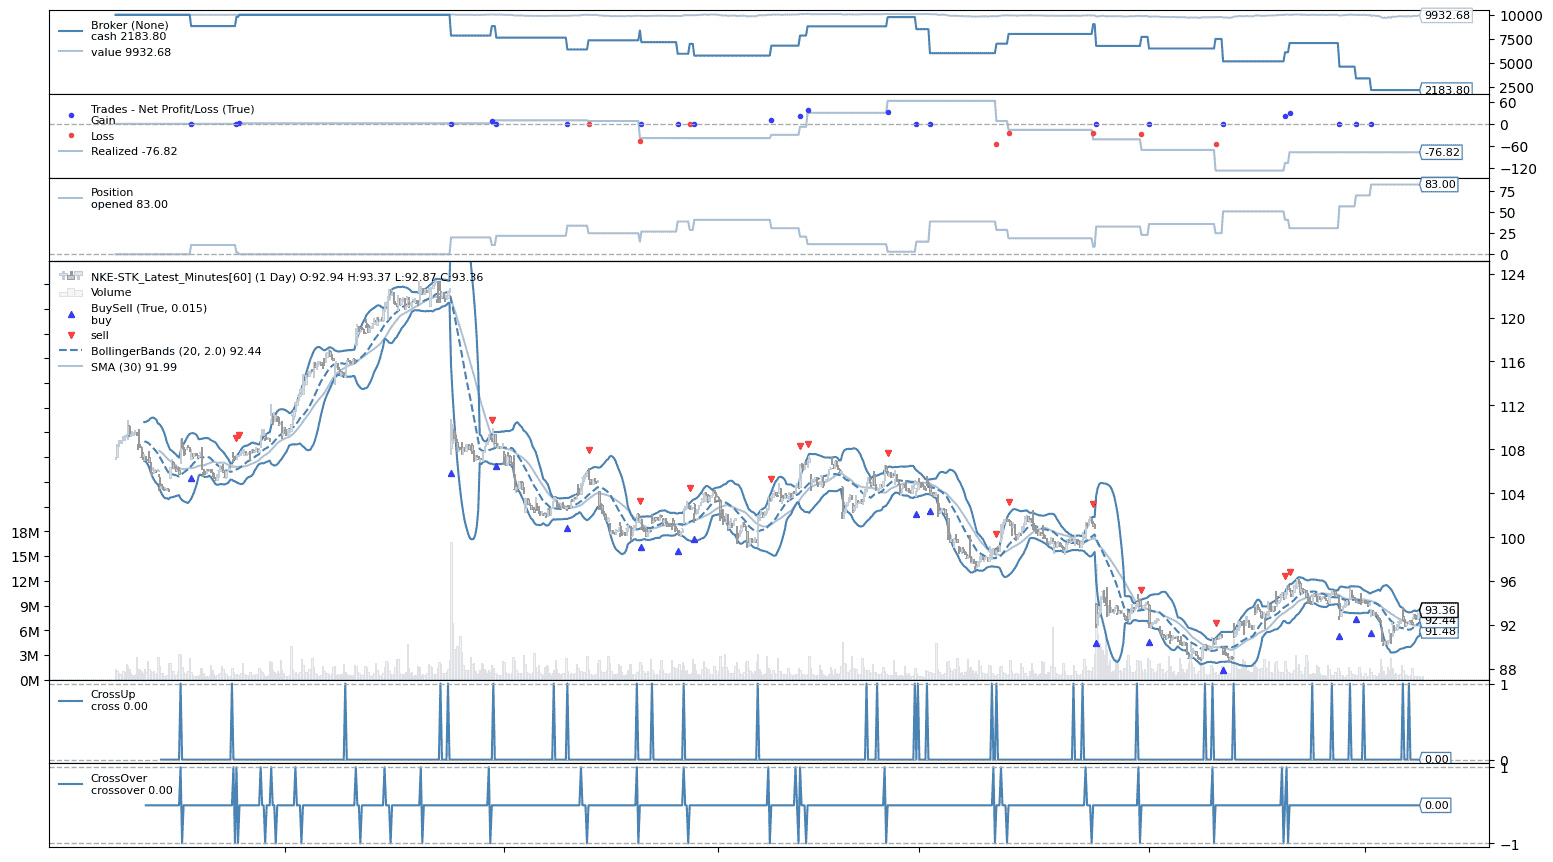 Broker (None)
cash 2183.80
value 9932.68
9932.68
10000
7500
5000
2500
2183.80
Trades - Net Profit/Loss (True)
Gain
Loss
Realized -76.82
60
0
−60
−120
-76.82
Position
opened 83.00
83.00
75
50
25
0
NKE-STK_Latest_Minutes[60] (1 Day) O:92.94 H:93.37 L:92.87 C:93.36
Volume
BuySell (True, 0.015)
buy
sell
BollingerBands (20, 2.0) 92.44
SMA (30) 91.99
124
120
116
112
108
104
100
96
92
88
18M
15M
12M
9M
6M
3M
0M
93.36
92.44
91.48
CrossUp
cross 0.00
1
0
0.00
CrossOver
crossover 0.00
1
0.00
−1